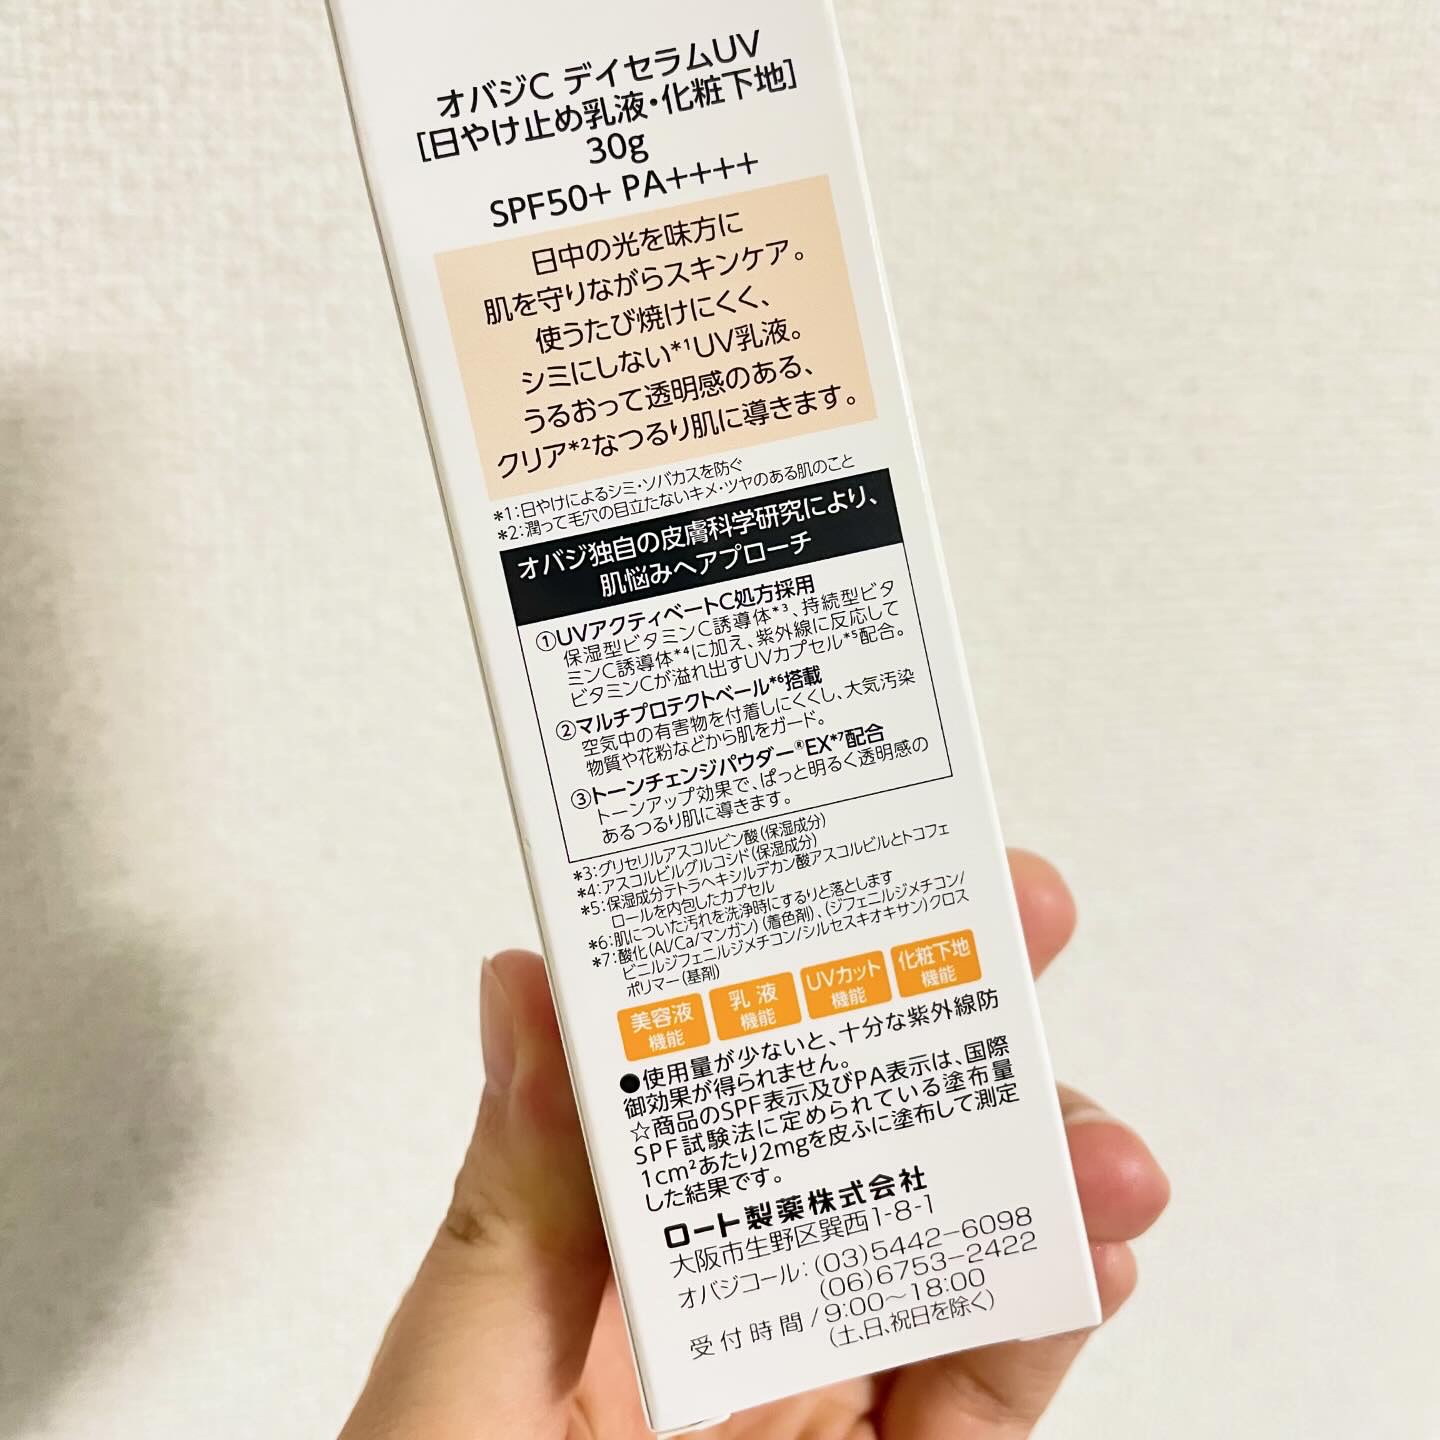 オバジC デイセラムUV
[日やけ止め乳液・化粧下地]
30g
SPF50+ PA++++
日中の光を味方に
肌を守りながらスキンケア。
使うたび焼けにくく、
シミにしない*1UV乳液。
うるおって透明感のある、
クリア*2なつるり肌に導きます。
*1:日やけによるシミ・ソバカスを防ぐ
*2:潤って毛穴の目立たないキメ・ツヤのある肌のこと
オバジ独自の皮膚科学研究により、
肌悩みへアプローチ
①UVアクティベートC処方採用
保湿型ビタミンC誘導体*3、持続型ビタ
ミンC誘導体*4に加え、紫外線に反応して
ビタミンCが溢れ出すUVカプセル*5配合。
②マルチプロテクトベール*6搭載
空気中の有害物を付着しにくくし、大気汚染
物質や花粉などから肌をガード。
③トーンチェンジパウダー®EX*7配合
トーンアップ効果で、ぱっと明るく透明感の
あるつるり肌に導きます。
*3:グリセリルアスコルビン酸(保湿成分)
*4:アスコルビルグルコシド(保湿成分)
*5:保湿成分テトラヘキシルデカン酸アスコルビルとトコフェ
ロールを内包したカプセル
*6:肌についた汚れを洗浄時にするりと落とします
*7:酸化(Al/Ca/マンガン)(着色剤)、(ジフェニルジメチコン/
ビニルジフェニルジメチコン/シルセスキオキサン)クロス
ポリマー(基剤)
美容液機能 乳液機能 UVカット機能 化粧下地機能
●使用量が少ないと、十分な紫外線防
御効果が得られません。
☆商品のSPF表示及びPA表示は、国際
SPF試験法に定められている塗布量
1cm²あたり2mgを皮ふに塗布して測定
した結果です。
ロート製薬株式会社
大阪市生野区巽西1-8-1
オバジコール:(03)5442-6098
(06)6753-2422
受付時間/9:00〜18:00
(土、日、祝日を除く)